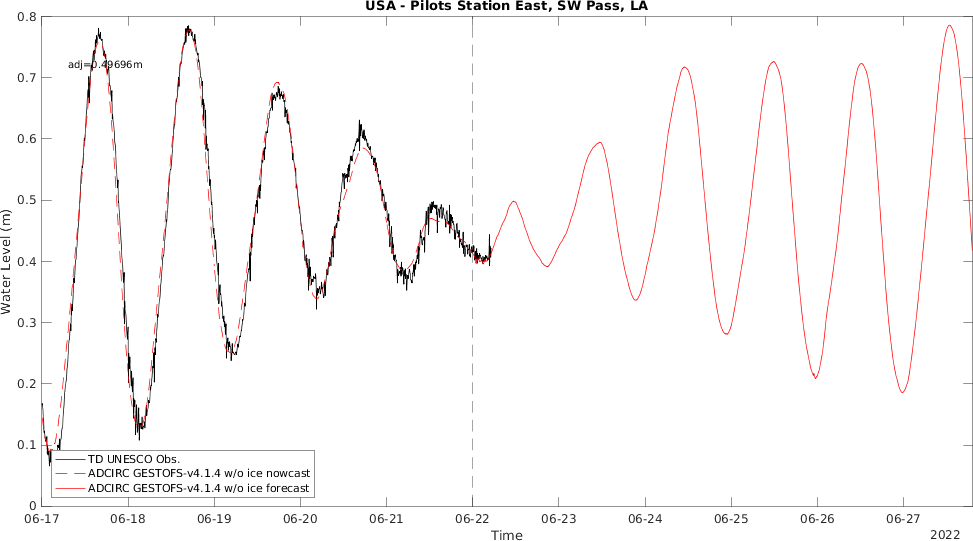 USA - Pilots Station East, SW Pass, LA
adj=0.49696m
0.8
0.7
0.6
0.5
0.4
0.3
0.2
0.1
0
Water Level (m)
TD UNESCO Obs.
ADCIRC GESTOFS-v4.1.4 w/o ice nowcast
ADCIRC GESTOFS-v4.1.4 w/o ice forecast
06-17 06-18 06-19 06-20 06-21 06-22 06-23 06-24 06-25 06-26 06-27
Time
2022